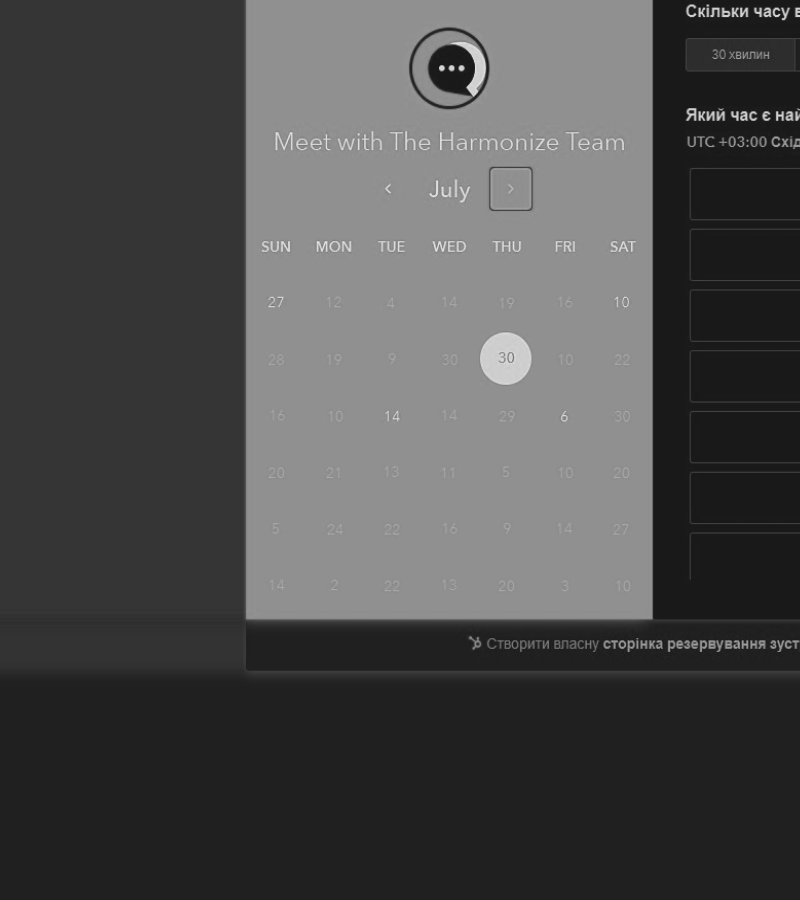 Скільки часу в
30 хвилин
Який час є най
UTC +03:00 Схід
Meet with The Harmonize Team
July
SUN MON TUE WED THU FRI SAT
27 12 4 14 19 16 10
28 19 9 30 30 10 22
16 10 14 14 29 6 30
20 21 13 11 5 10 20
5 24 22 16 9 14 27
14 2 22 13 20 3 10
Створити власну сторінка резервування зуст